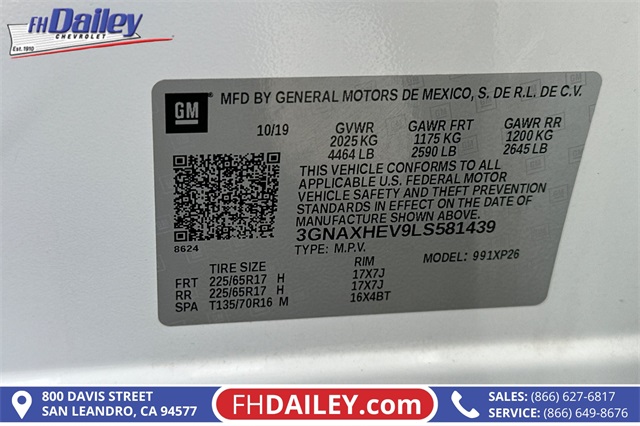 FHDailey
CHEVROLET
Est. 1910
GM
MFD BY GENERAL MOTORS DE MEXICO, S. DE R.L. DE C.V.
10/19 GVWR GAWR FRT GAWR RR
2025 KG 1175 KG 1200 KG
4464 LB 2590 LB 2645 LB
THIS VEHICLE CONFORMS TO ALL
APPLICABLE U.S. FEDERAL MOTOR
VEHICLE SAFETY AND THEFT PREVENTION
STANDARDS IN EFFECT ON THE DATE OF
MANUFACTURE SHOWN ABOVE.
3GNAXHEV9LS581439
8624
TYPE: M.P.V. MODEL: 991XP26
TIRE SIZE RIM
FRT 225/65R17 H 17X7J
RR 225/65R17 H 17X7J
SPA T135/70R16 M 16X4BT
800 DAVIS STREET
SAN LEANDRO, CA 94577
FHDAILEY.com
SALES: (866) 627-6817
SERVICE: (866) 649-8676